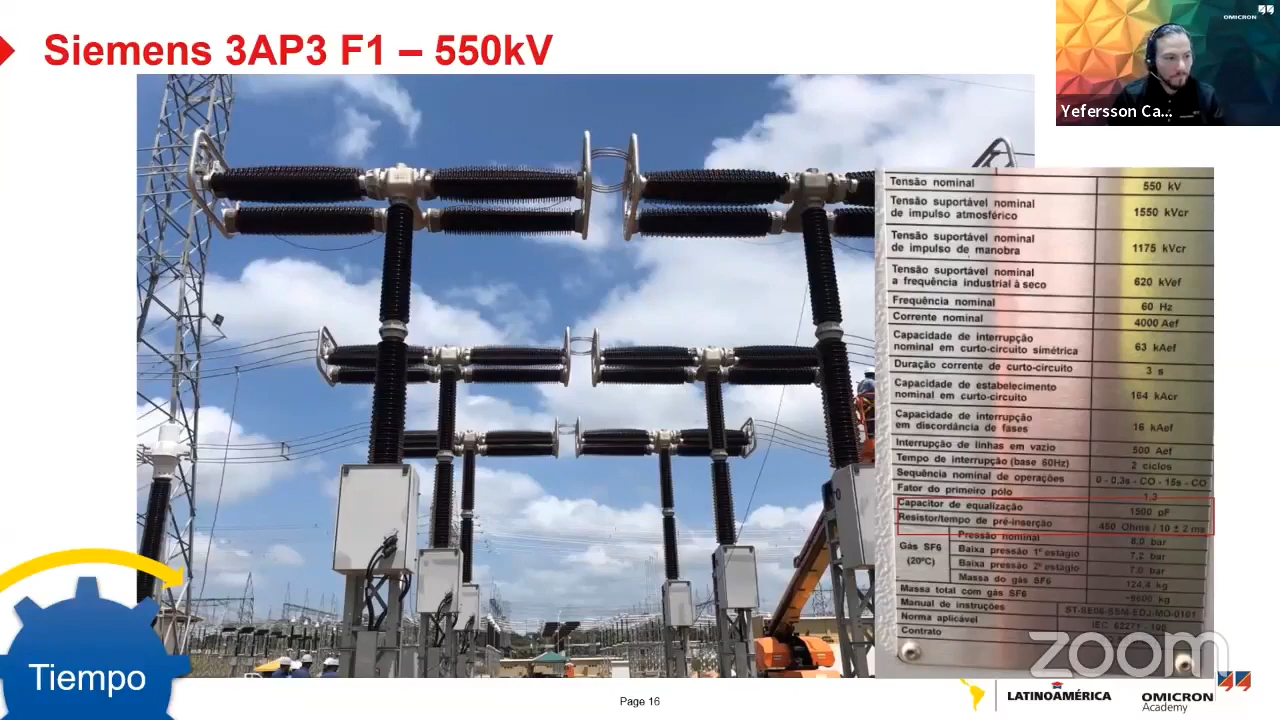 Siemens 3AP3 F1 – 550kV
OMICRON
Yefersson Ca...
Tensão nominal 550 kV
Tensão suportável nominal
de impulso atmosférico 1550 kVcr
Tensão suportável nominal
de impulso de manobra 1175 kVcr
Tensão suportável nominal
a frequência industrial à seco 620 kVef
Frequência nominal 60 Hz
Corrente nominal 4000 Aef
Capacidade de interrupção
nominal em curto-circuito simétrica 63 kAef
Duração corrente de curto-circuito 3 s
Capacidade de estabelecimento
nominal em curto-circuito 164 kAcr
Capacidade de interrupção
em discordância de fases 16 kAef
Interrupção de linhas em vazio 500 Aef
Tempo de interrupção (base 60Hz) 2 ciclos
Sequência nominal de operações 0 - 0,3s - CO - 15s - CO
Fator do primeiro pólo 1,3
Capacitor de equalização 1500 pF
Resistor/tempo de pré-inserção 450 Ohms / 10 ± 2 ms
Gás SF6
(20ºC)
Pressão nominal 8,0 bar
Baixa pressão 1º estágio 7,2 bar
Baixa pressão 2º estágio 7,0 bar
Massa do gás SF6 124,4 kg
Massa total com gás SF6
Manual de instruções
Norma aplicável
Contrato
zoom
Tiempo
Page 16
LATINOAMÉRICA
OMICRON
Academy